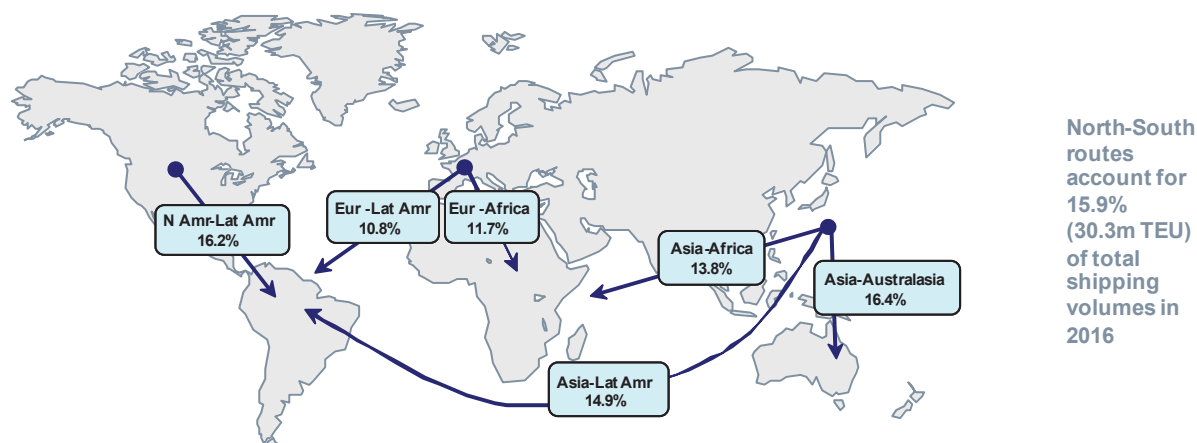 N Amr-Lat Amr
16.2%
Eur -Lat Amr
10.8%
Eur -Africa
11.7%
Asia-Africa
13.8%
Asia-Australasia
16.4%
Asia-Lat Amr
14.9%
North-South
routes
account for
15.9%
(30.3m TEU)
of total
shipping
volumes in
2016